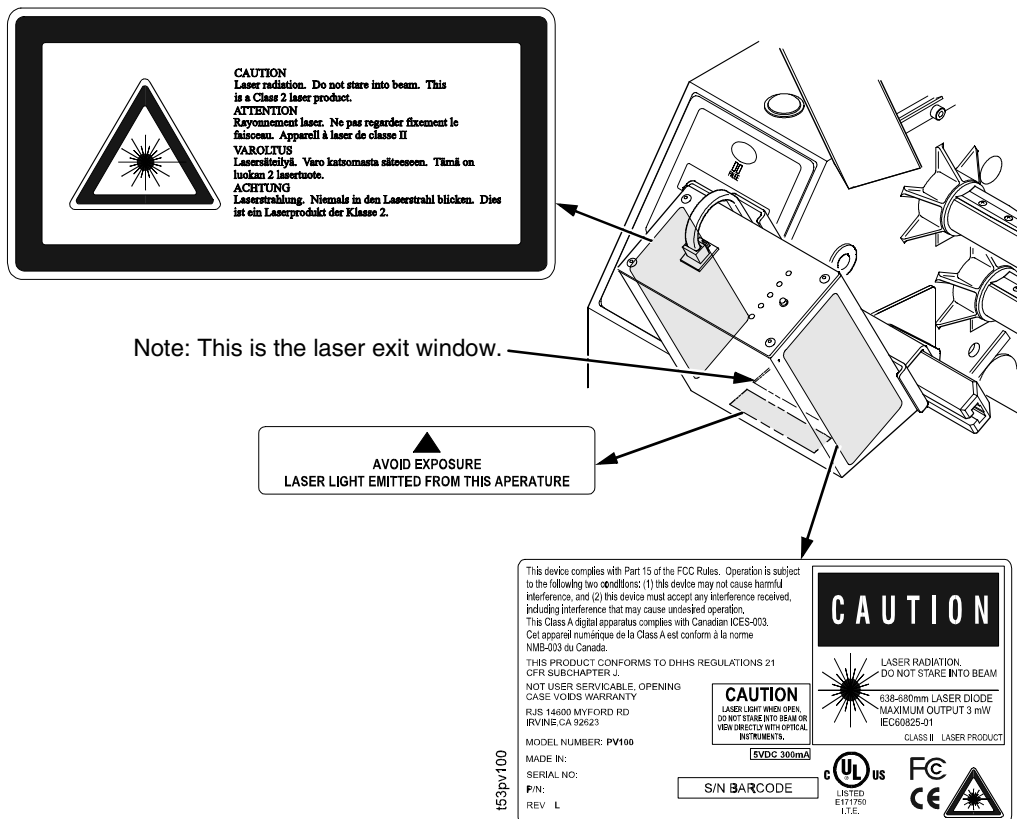 CAUTION
Laser radiation. Do not stare into beam. This
is a Class 2 laser product.
ATTENTION
Rayonnement laser. Ne pas regarder fixement le
faisceau. Appareil à laser de classe II
VAROLTUS
Lasersäteilyä. Varo katsomasta säteeseen. Tämä on
luokan 2 lasertuote.
ACHTUNG
Laserstrahlung. Niemals in den Laserstrahl blicken. Dies
ist ein Laserprodukt der Klasse 2.
Note: This is the laser exit window.
AVOID EXPOSURE
LASER LIGHT EMITTED FROM THIS APERATURE
This device complies with Part 15 of the FCC Rules. Operation is subject
to the following two conditions: (1) this device may not cause harmful
interference, and (2) this device must accept any interference received,
including interference that may cause undesired operation.
This Class A digital apparatus complies with Canadian ICES-003.
Cet appareil numérique de la Class A est conform à la norme
NMB-003 du Canada.
THIS PRODUCT CONFORMS TO DHHS REGULATIONS 21
CFR SUBCHAPTER J.
NOT USER SERVICABLE, OPENING
CASE VOIDS WARRANTY
RJS 14600 MYFORD RD
IRVINE,CA 92623
MODEL NUMBER: PV100
MADE IN:
SERIAL NO:
P/N:
REV L
CAUTION
LASER LIGHT WHEN OPEN,
DO NOT STARE INTO BEAM OR
VIEW DIRECTLY WITH OPTICAL
INSTRUMENTS.
5VDC 300mA
S/N BARCODE
CAUTION
LASER RADIATION.
DO NOT STARE INTO BEAM
638-680mm LASER DIODE
MAXIMUM OUTPUT 3 mW
IEC60825-01
CLASS II LASER PRODUCT
C UL US
LISTED
E171750
I.T.E.
FC
CE
t53pv100